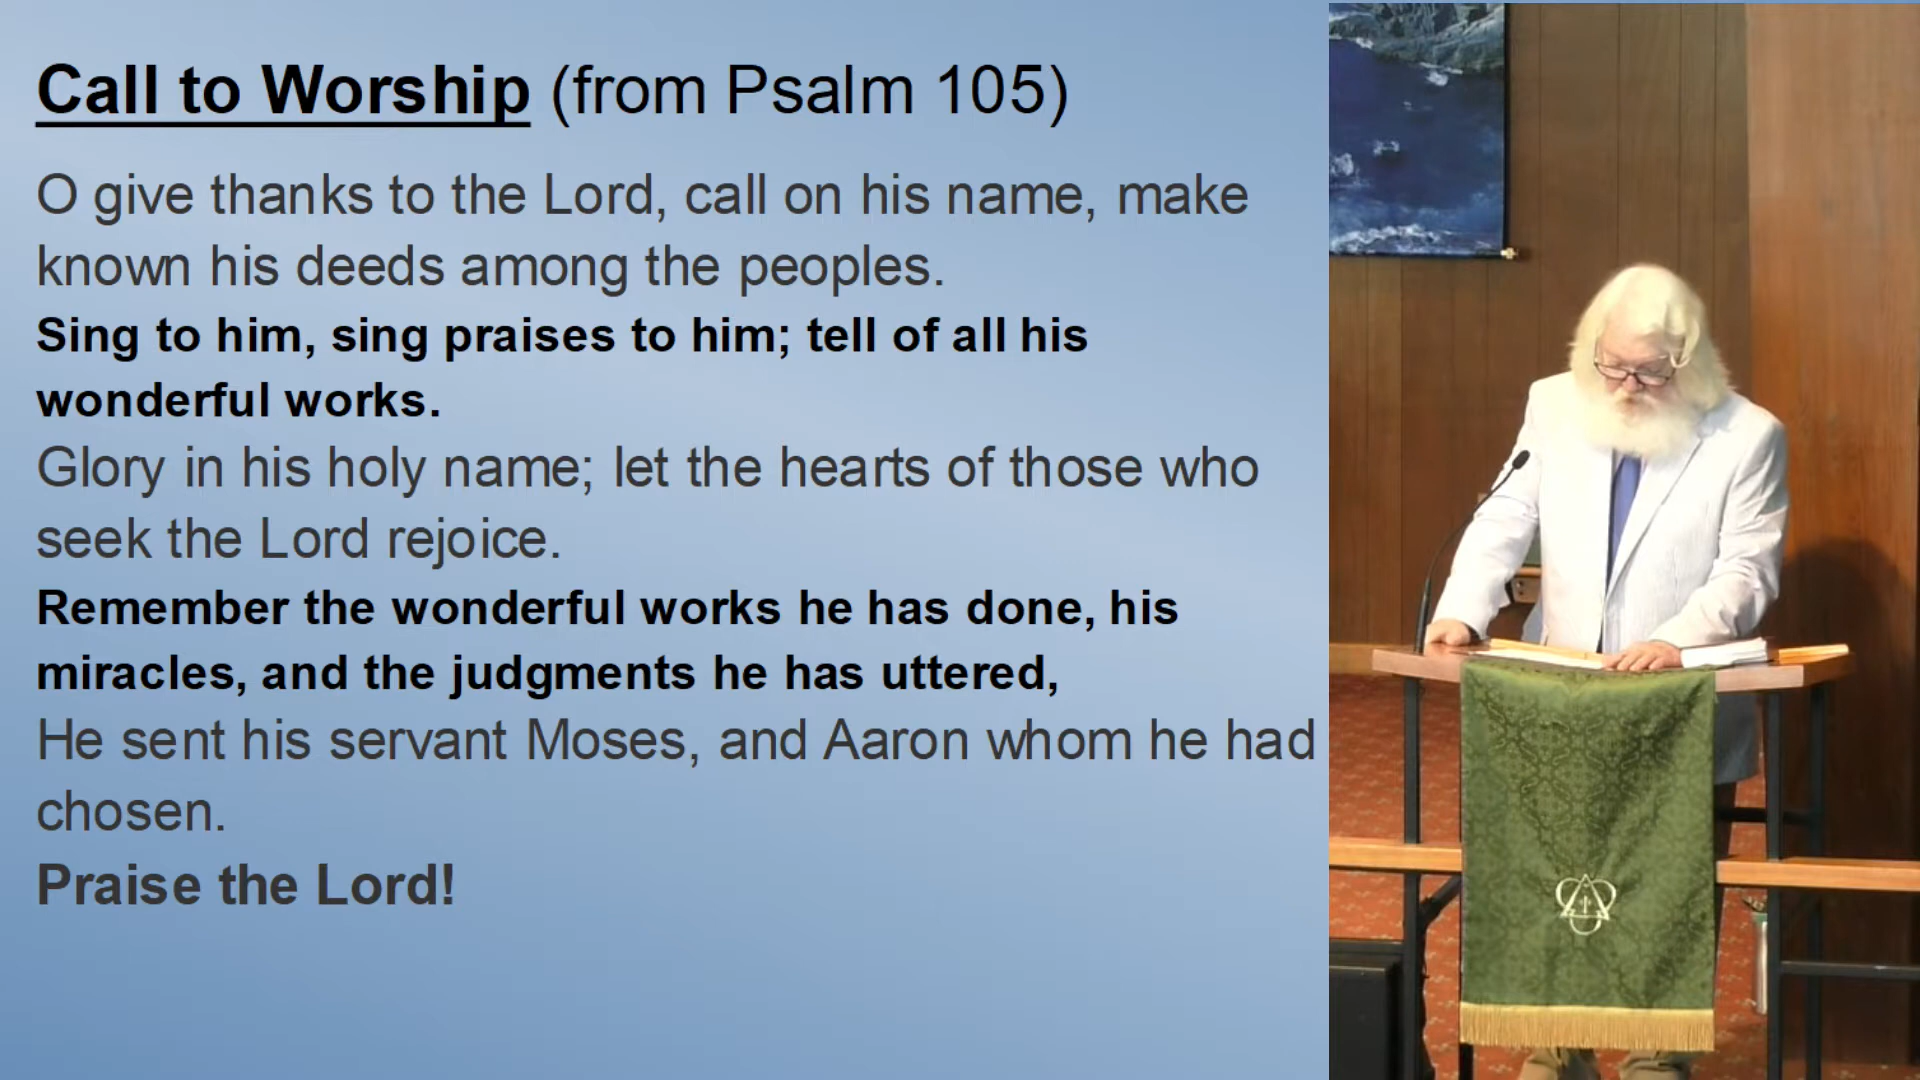 Call to Worship (from Psalm 105)
O give thanks to the Lord, call on his name, make
known his deeds among the peoples.
Sing to him, sing praises to him; tell of all his
wonderful works.
Glory in his holy name; let the hearts of those who
seek the Lord rejoice.
Remember the wonderful works he has done, his
miracles, and the judgments he has uttered,
He sent his servant Moses, and Aaron whom he had
chosen.
Praise the Lord!